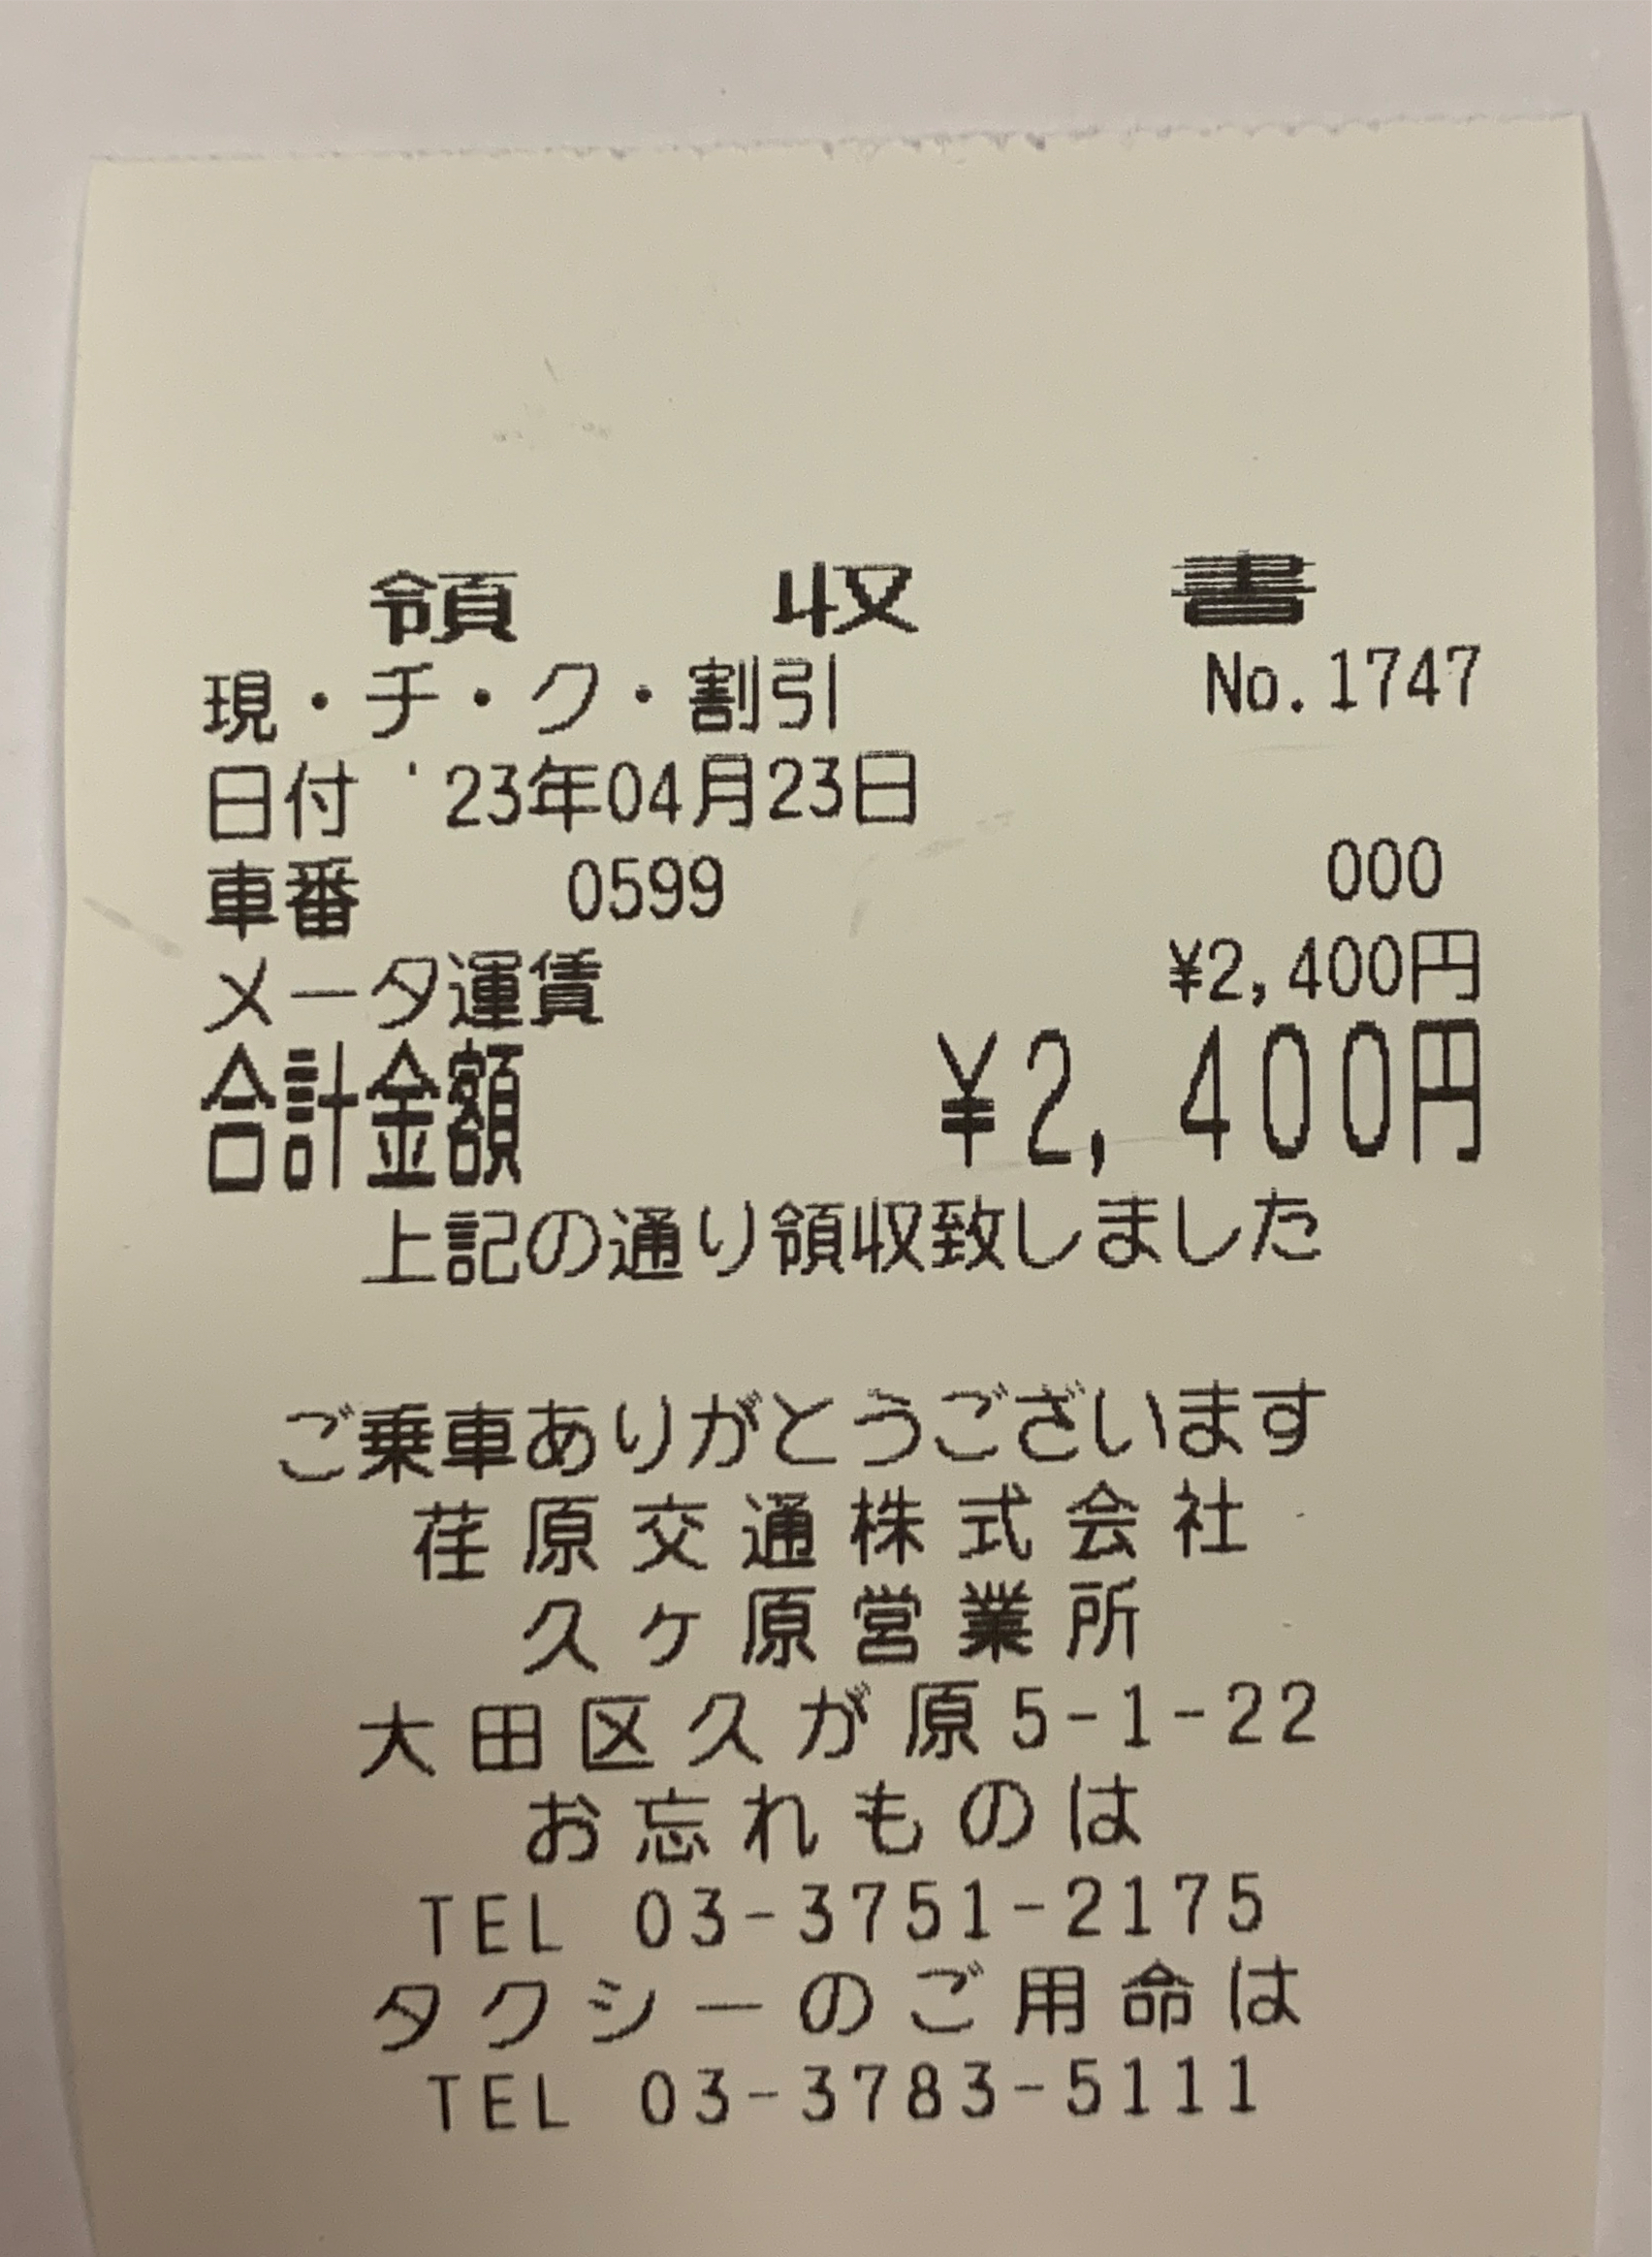 領収書
現・チ・ク・割引 No.1747
日付 '23年04月23日
車番 0599 000
メータ運賃 ¥2,400円
合計金額 ¥2,400円
上記の通り領収致しました
ご乗車ありがとうございます
荏原交通株式会社
久ヶ原営業所
大田区久が原5-1-22
お忘れものは
TEL 03-3751-2175
タクシーのご用命は
TEL 03-3783-5111